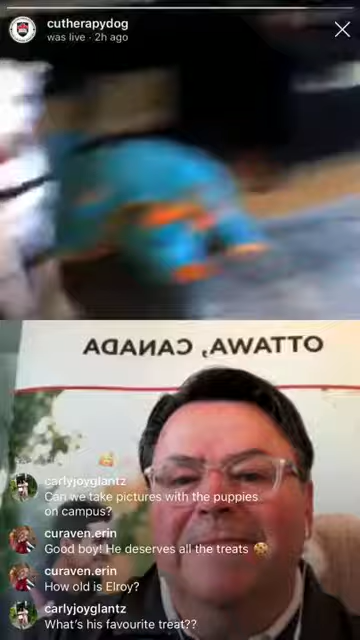 cutherapydog
was live · 2h ago
OTTAWA, CANADA
carlyjoyglantz
Can we take pictures with the puppies
on campus?
curaven.erin
Good boy! He deserves all the treats 🥰
curaven.erin
How old is Elroy?
carlyjoyglantz
What's his favourite treat??